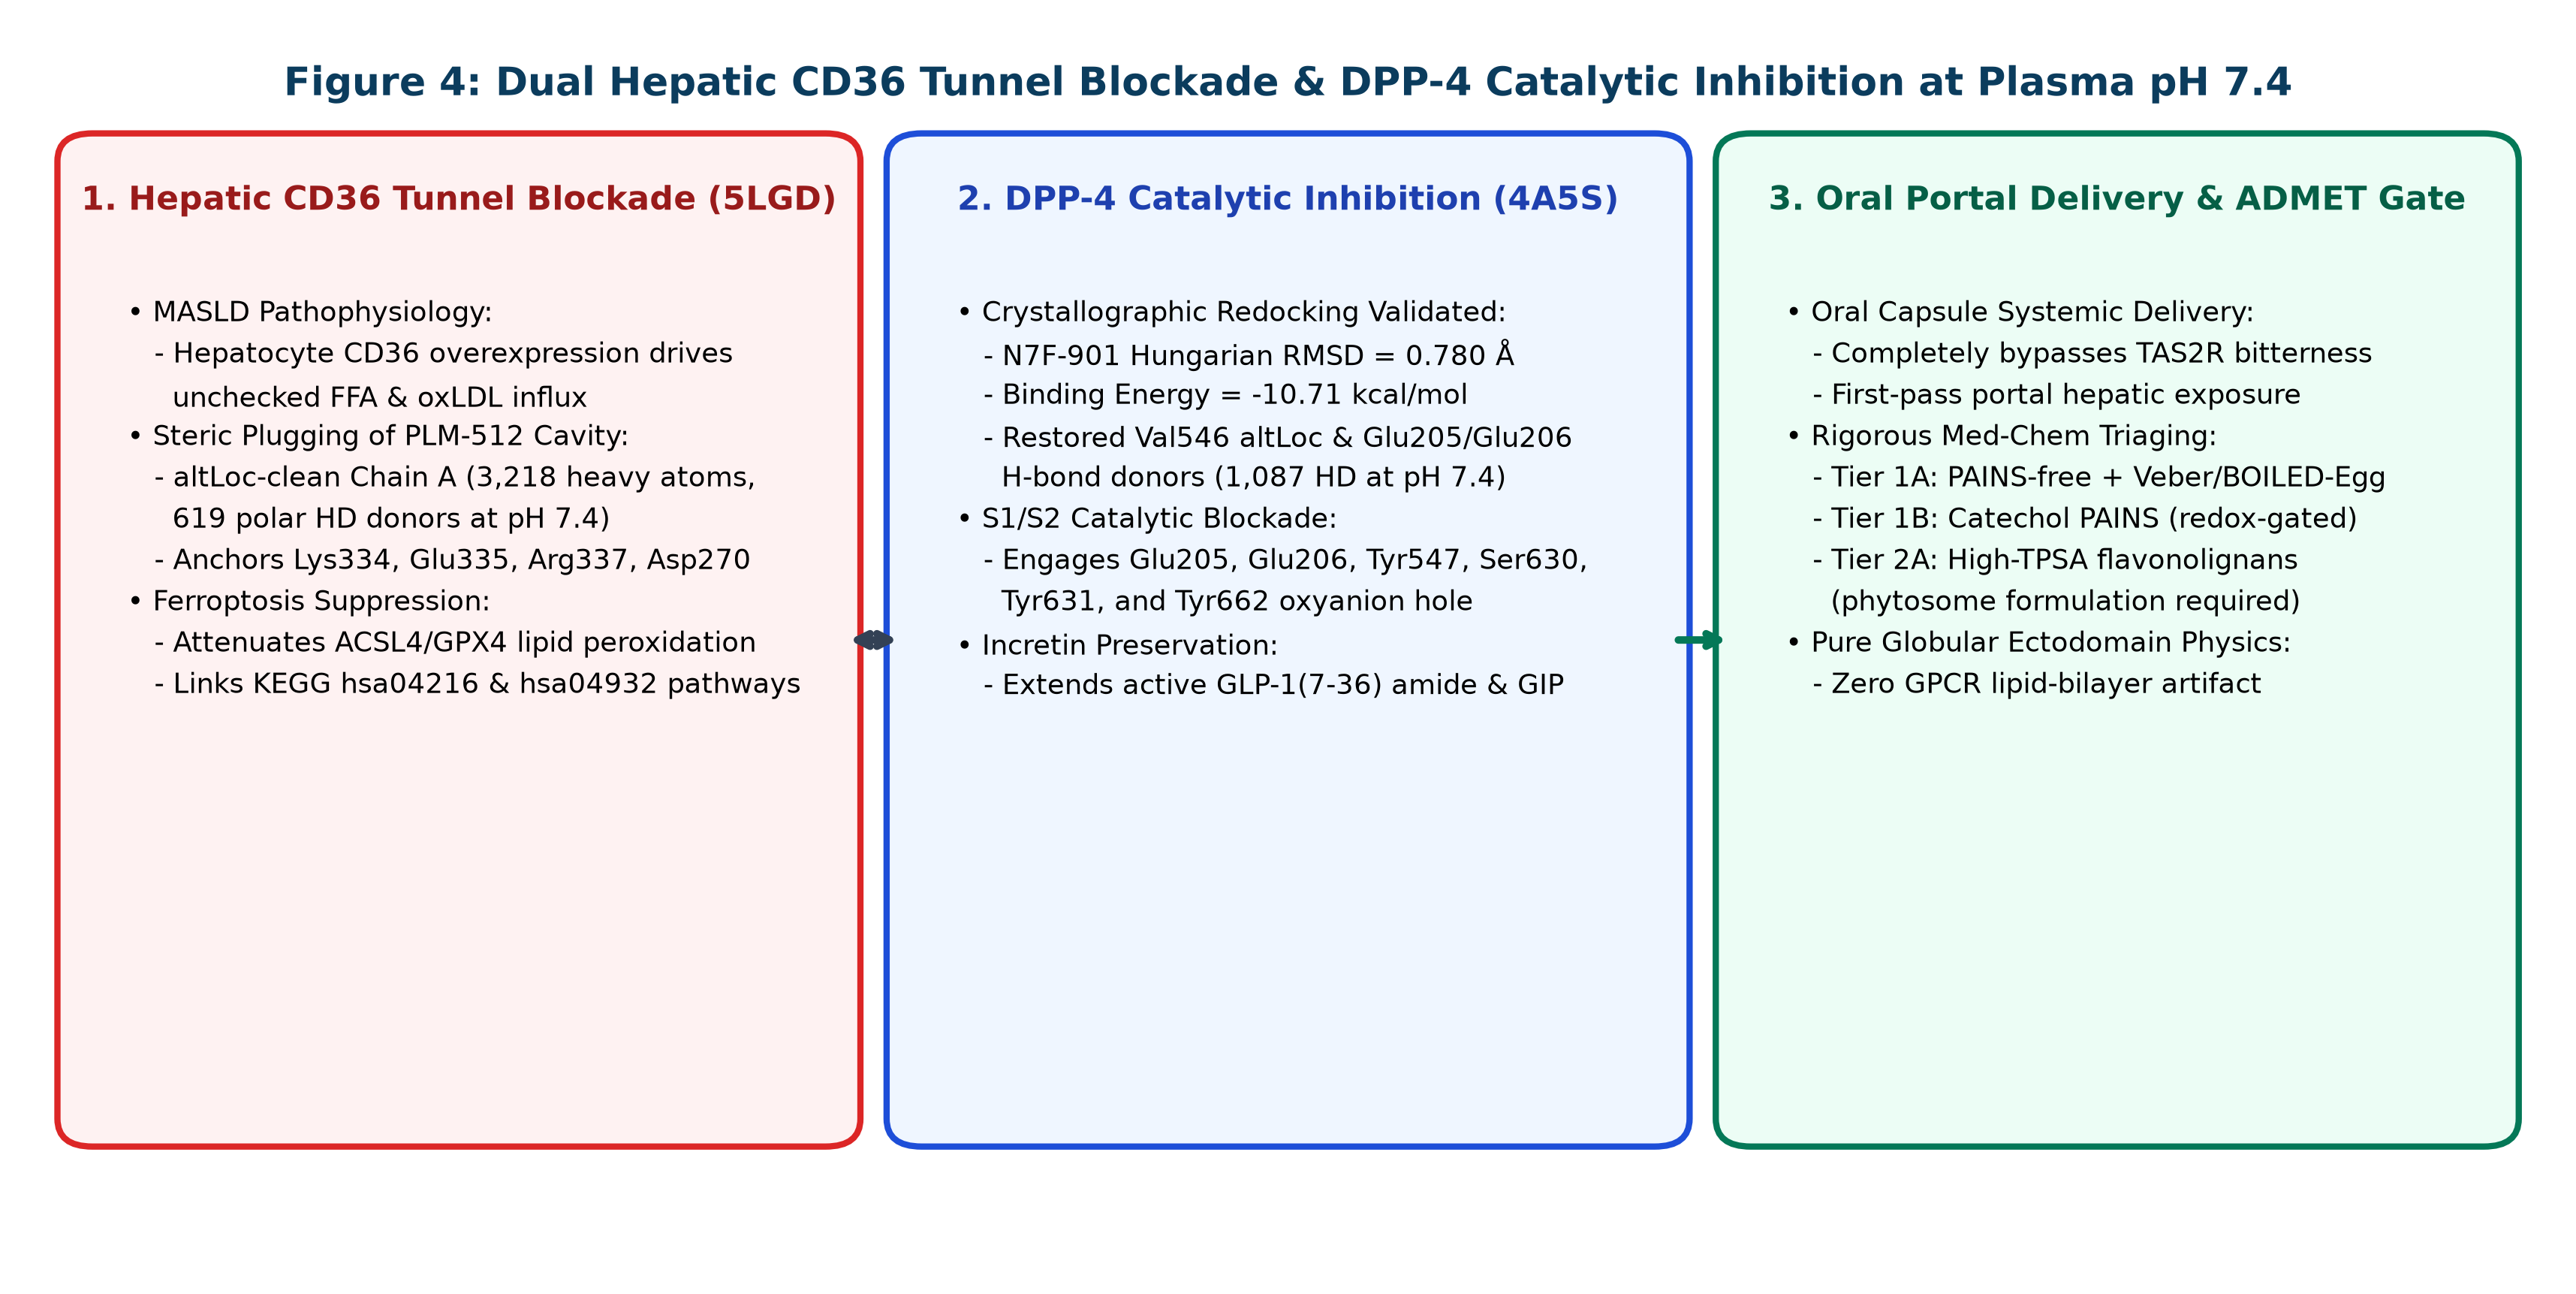 Figure 4: Dual Hepatic CD36 Tunnel Blockade & DPP-4 Catalytic Inhibition at Plasma pH 7.4
1. Hepatic CD36 Tunnel Blockade (5LGD)
• MASLD Pathophysiology:
- Hepatocyte CD36 overexpression drives
unchecked FFA & oxLDL influx
• Steric Plugging of PLM-512 Cavity:
- altLoc-clean Chain A (3,218 heavy atoms,
619 polar HD donors at pH 7.4)
- Anchors Lys334, Glu335, Arg337, Asp270
• Ferroptosis Suppression:
- Attenuates ACSL4/GPX4 lipid peroxidation
- Links KEGG hsa04216 & hsa04932 pathways
2. DPP-4 Catalytic Inhibition (4A5S)
• Crystallographic Redocking Validated:
- N7F-901 Hungarian RMSD = 0.780 Å
- Binding Energy = -10.71 kcal/mol
- Restored Val546 altLoc & Glu205/Glu206
H-bond donors (1,087 HD at pH 7.4)
• S1/S2 Catalytic Blockade:
- Engages Glu205, Glu206, Tyr547, Ser630,
Tyr631, and Tyr662 oxyanion hole
• Incretin Preservation:
- Extends active GLP-1(7-36) amide & GIP
3. Oral Portal Delivery & ADMET Gate
• Oral Capsule Systemic Delivery:
- Completely bypasses TAS2R bitterness
- First-pass portal hepatic exposure
• Rigorous Med-Chem Triaging:
- Tier 1A: PAINS-free + Veber/BOILED-Egg
- Tier 1B: Catechol PAINS (redox-gated)
- Tier 2A: High-TPSA flavonolignans
(phytosome formulation required)
• Pure Globular Ectodomain Physics:
- Zero GPCR lipid-bilayer artifact